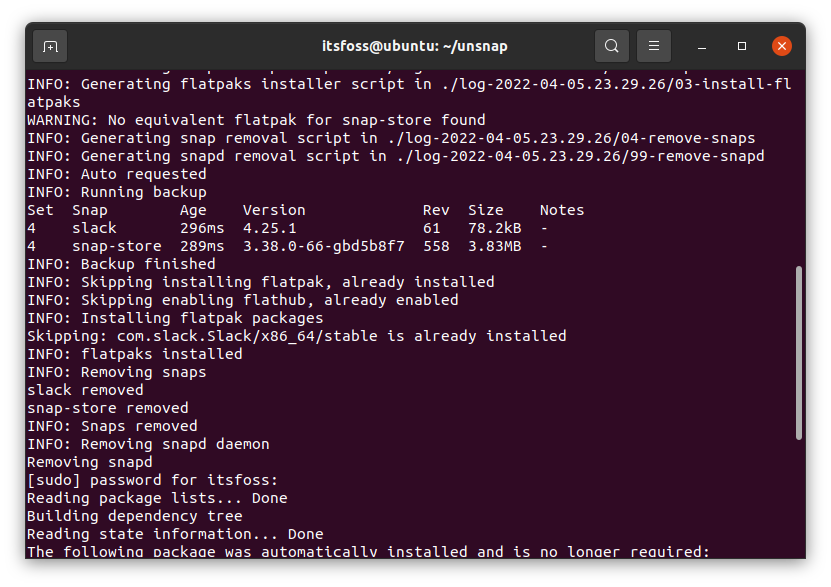 itsfoss@ubuntu: ~/unsnap
INFO: Generating flatpaks installer script in ./log-2022-04-05.23.29.26/03-install-fl
atpaks
WARNING: No equivalent flatpak for snap-store found
INFO: Generating snap removal script in ./log-2022-04-05.23.29.26/04-remove-snaps
INFO: Generating snapd removal script in ./log-2022-04-05.23.29.26/99-remove-snapd
INFO: Auto requested
INFO: Running backup
Set  Snap        Age    Version             Rev  Size    Notes
4    slack       296ms  4.25.1              61   78.2kB  -
4    snap-store  289ms  3.38.0-66-gbd5b8f7  558  3.83MB  -
INFO: Backup finished
INFO: Skipping installing flatpak, already installed
INFO: Skipping enabling flathub, already enabled
INFO: Installing flatpak packages
Skipping: com.slack.Slack/x86_64/stable is already installed
INFO: flatpaks installed
INFO: Removing snaps
slack removed
snap-store removed
INFO: Snaps removed
INFO: Removing snapd daemon
Removing snapd
[sudo] password for itsfoss:
Reading package lists... Done
Building dependency tree
Reading state information... Done
The following package was automatically installed and is no longer required: